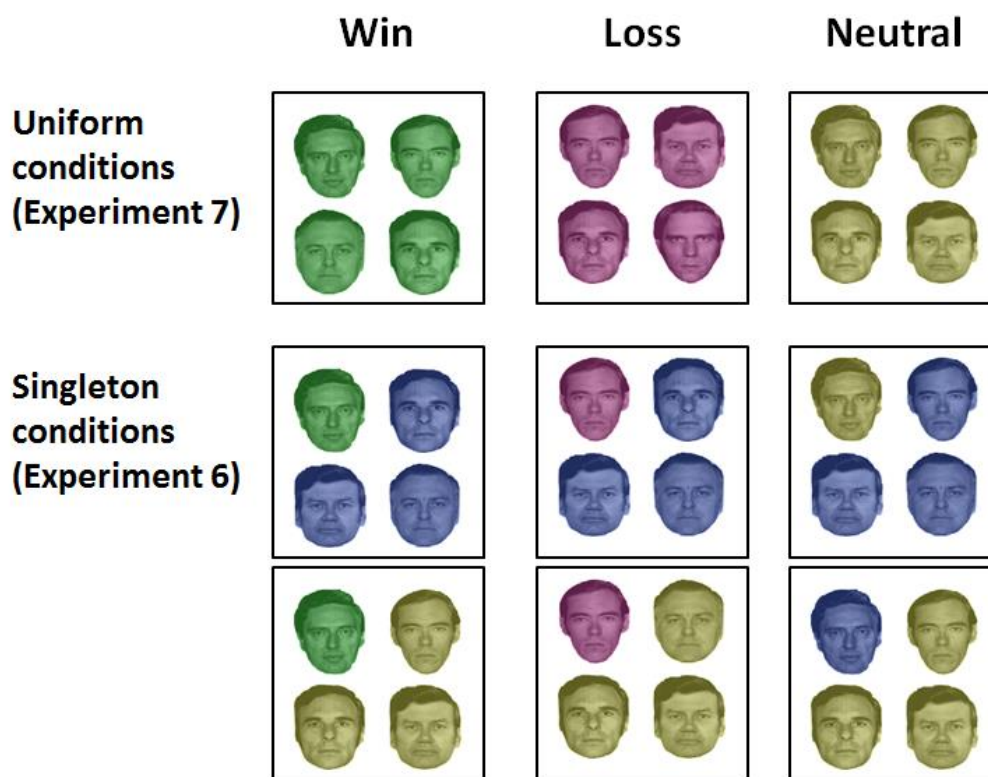 Win Loss Neutral
Uniform
conditions
(Experiment 7)
Singleton
conditions
(Experiment 6)